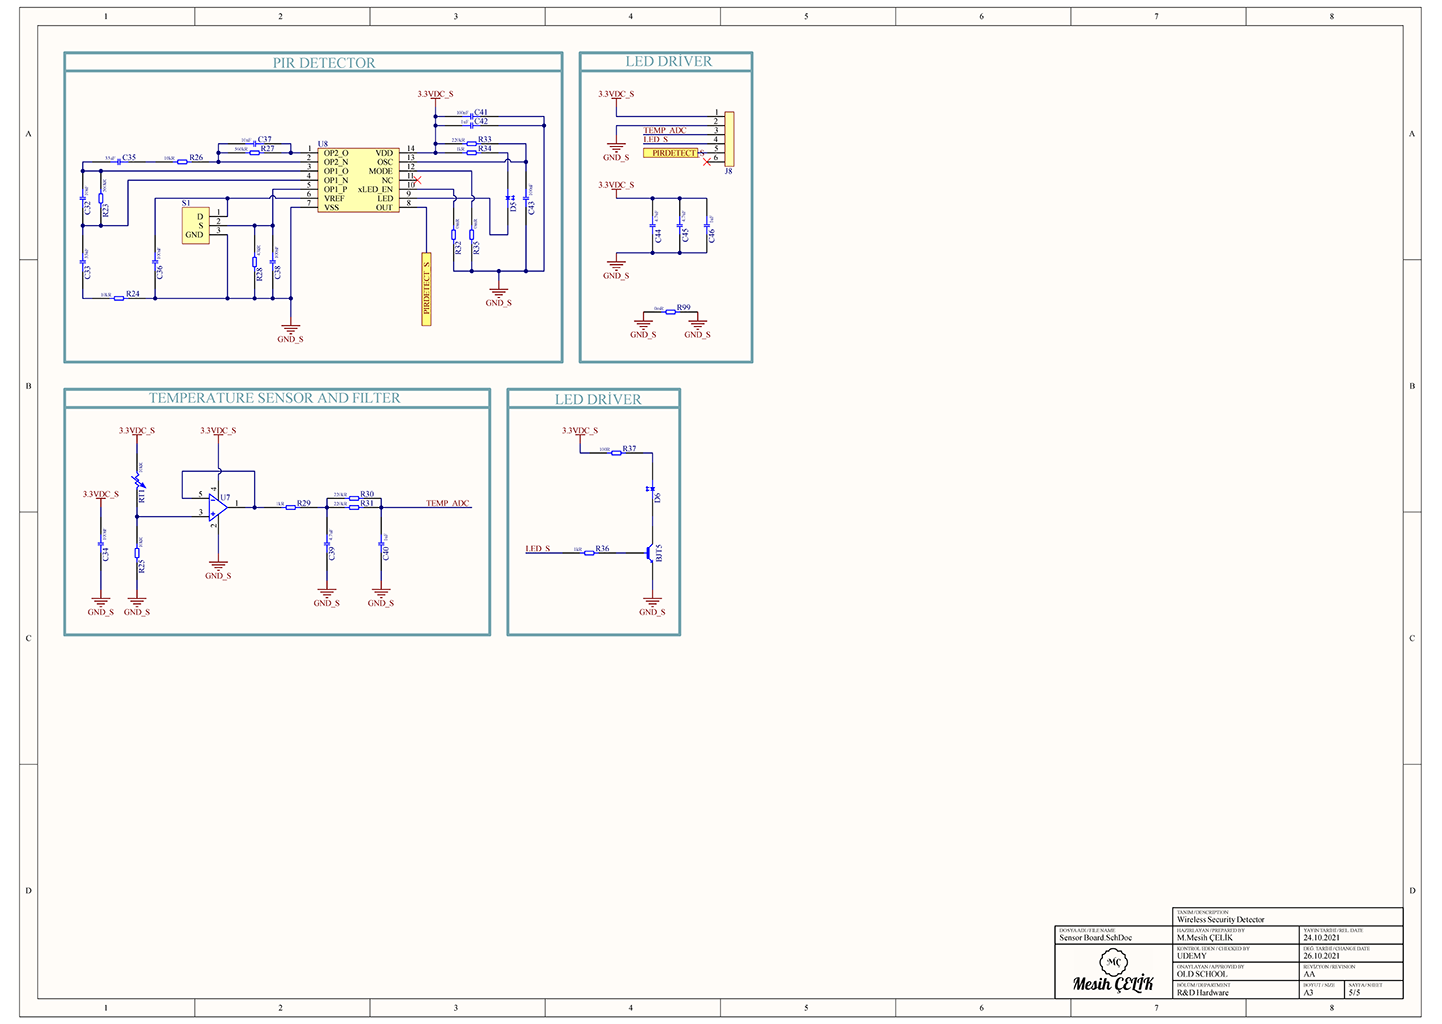 1 2 3 4 5 6 7 8
A
B
C
D
PIR DETECTOR
3.3VDC_S
C41
C42
C37
R27
R33
R34
C35
R26
U8
OP2_O
OP2_N
OP1_O
OP1_N
OP1_P
VREF
VSS
1
2
3
4
5
6
7
VDD
OSC
MODE
NC
xLED_EN
LED
OUT
14
13
12
11
10
9
8
C32
R23
S1
D
S
GND
1
2
3
C33
C36
R28
C38
R24
R32
R35
D5
C43
PIRDETECT_S
GND_S
GND_S
LED DRİVER
3.3VDC_S
1
2
3
4
5
6
TEMP_ADC
LED_S
PIRDETECT_S
GND_S
J8
3.3VDC_S
C44
C45
C46
GND_S
R99
GND_S
GND_S
TEMPERATURE SENSOR AND FILTER
3.3VDC_S
3.3VDC_S
3.3VDC_S
RT1
U7
5
4
3
2
1
R29
R30
R31
TEMP_ADC
C34
R25
C39
C40
GND_S
GND_S
GND_S
GND_S
GND_S
LED DRİVER
3.3VDC_S
R37
D6
LED_S
R36
BJT5
GND_S
TANIM / DESCRIPTION
Wireless Security Detector
DOSYA ADI / FILE NAME
Sensor Board.SchDoc
HAZIRLAYAN / PREPARED BY
M.Mesih ÇELİK
YAYIN TARİHİ / REL. DATE
24.10.2021
KONTROL EDEN / CHECKED BY
UDEMY
DEĞ. TARİHİ / CHANGE DATE
26.10.2021
ONAYLAYAN / APPROVED BY
OLD SCHOOL
REVİZYON / REVISION
AA
BÖLÜM / DEPARTMENT
R&D Hardware
BOYUT / SIZE
A3
SAYFA / SHEET
5/5
MÇ
Mesih ÇELİK
A
B
C
D
1 2 3 4 5 6 7 8